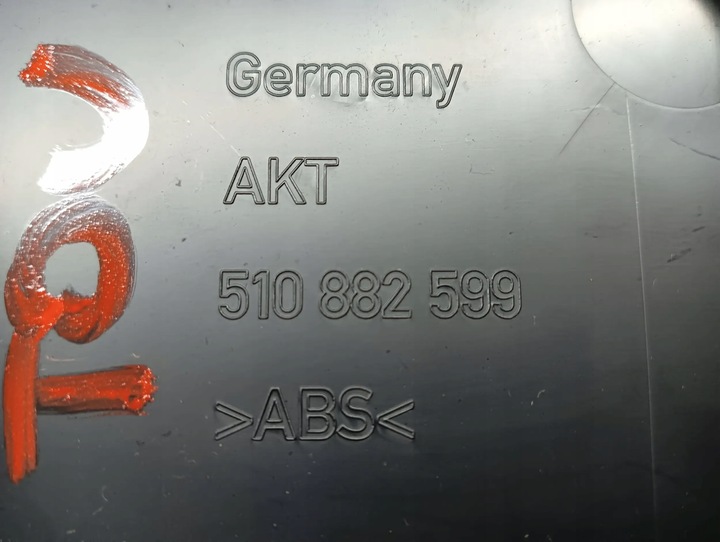 Germany
AKT
510 882 599
>ABS<